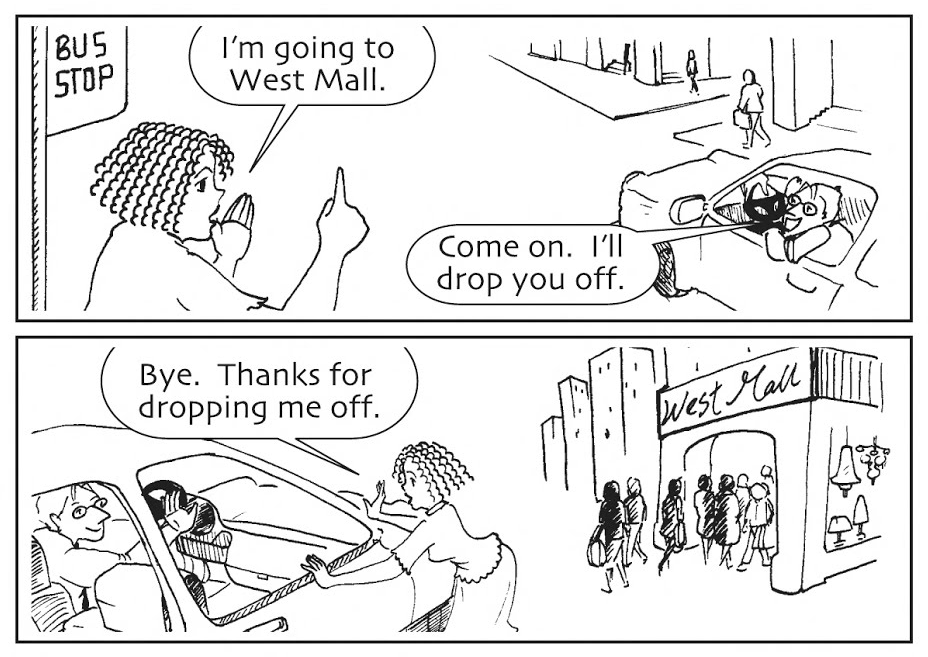 BUS
STOP
I'm going to
West Mall.
Come on. I'll
drop you off.
Bye. Thanks for
dropping me off.
West Mall